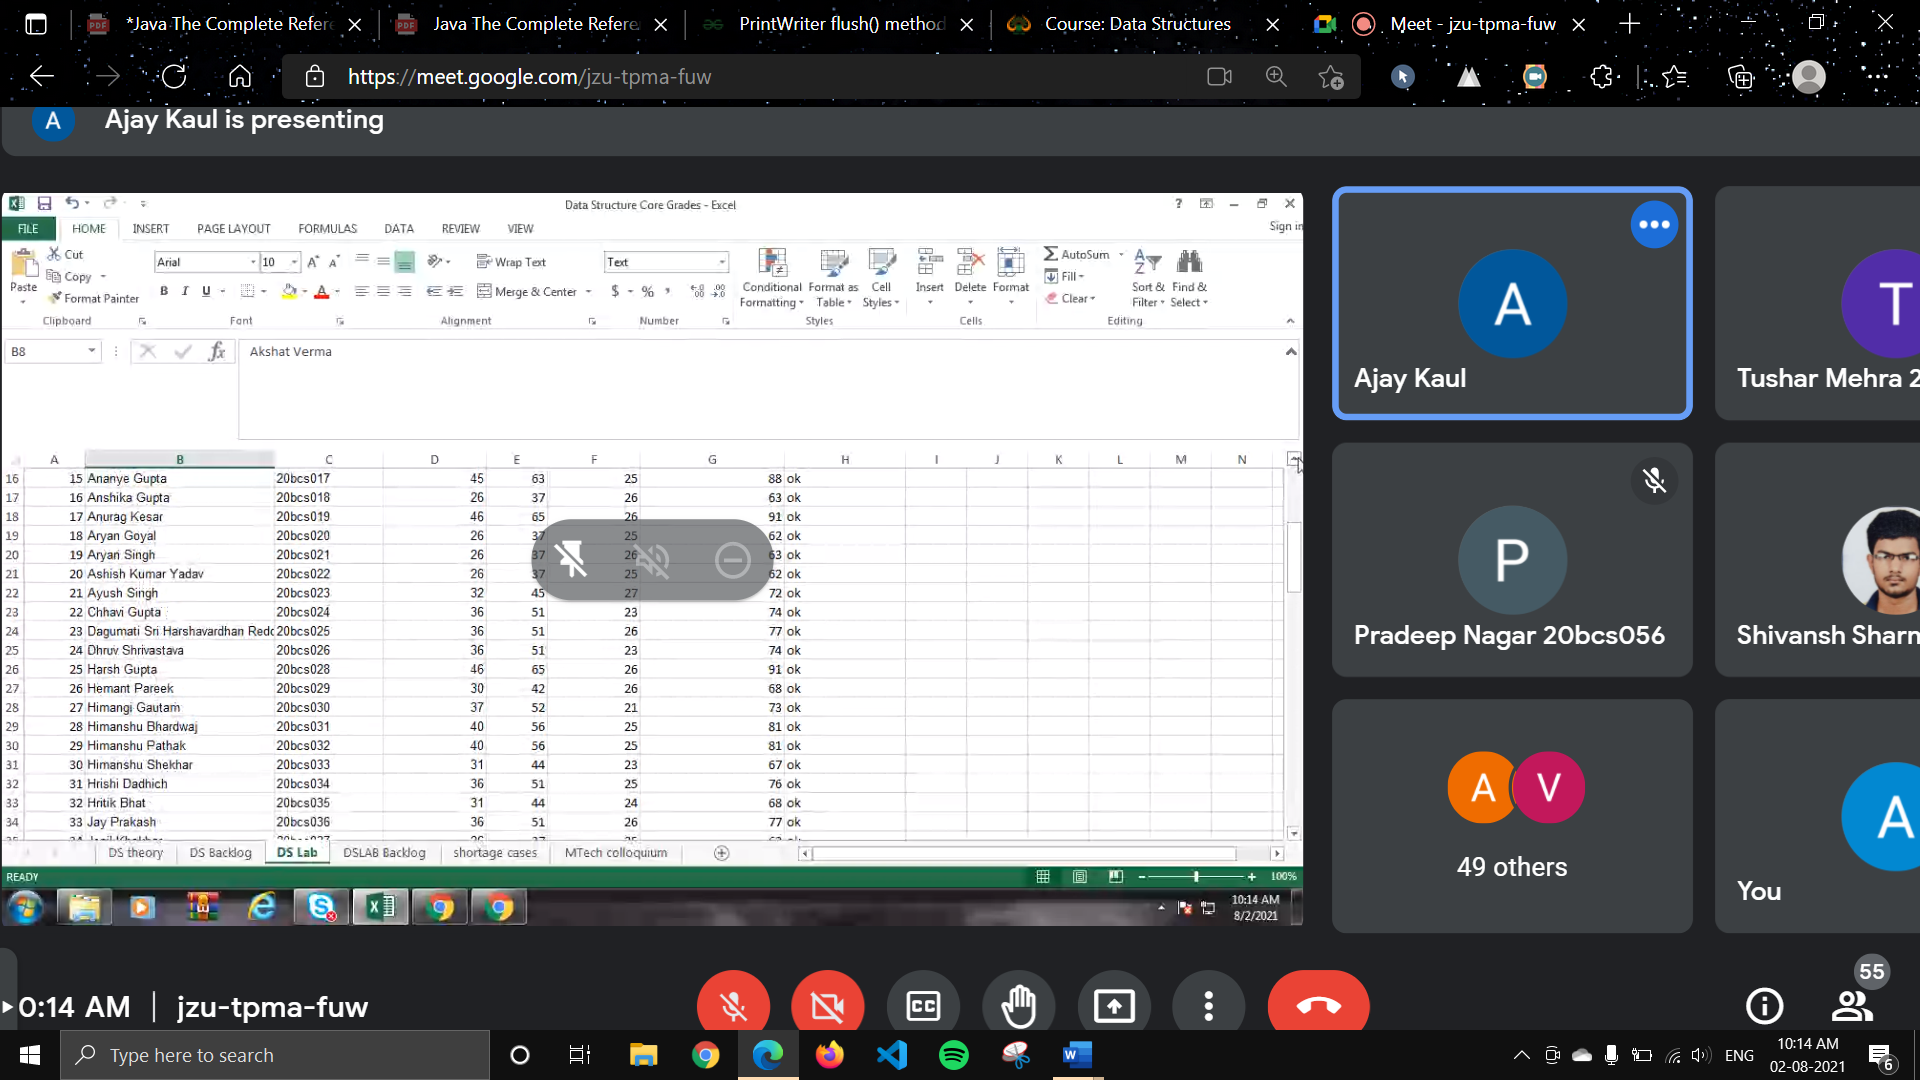 *Java The Complete Refere
Java The Complete Refere
PrintWriter flush() method
Course: Data Structures
Meet - jzu-tpma-fuw
https://meet.google.com/jzu-tpma-fuw
A Ajay Kaul is presenting
Data Structure Core Grades - Excel
FILE HOME INSERT PAGE LAYOUT FORMULAS DATA REVIEW VIEW Sign in
Cut
Copy
Format Painter
Paste
Arial 10
Wrap Text
Merge & Center
Text
Conditional Formatting
Format as Table
Cell Styles
Insert Delete Format
AutoSum
Fill
Clear
Sort & Filter
Find & Select
Clipboard Font Alignment Number Styles Cells Editing
B8 Akshat Verma
A B C D E F G H I J K L M N
16 15 Ananye Gupta 20bcs017 45 63 25 88 ok
17 16 Anshika Gupta 20bcs018 26 37 26 63 ok
18 17 Anurag Kesar 20bcs019 46 65 26 91 ok
19 18 Aryan Goyal 20bcs020 26 37 25 62 ok
20 19 Aryan Singh 20bcs021 26 37 26 63 ok
21 20 Ashish Kumar Yadav 20bcs022 26 37 25 62 ok
22 21 Ayush Singh 20bcs023 32 45 27 72 ok
23 22 Chhavi Gupta 20bcs024 36 51 23 74 ok
24 23 Dagumati Sri Harshavardhan Redc 20bcs025 36 51 26 77 ok
25 24 Dhruv Shrivastava 20bcs026 36 51 23 74 ok
26 25 Harsh Gupta 20bcs028 46 65 26 91 ok
27 26 Hemant Pareek 20bcs029 30 42 26 68 ok
28 27 Himangi Gautam 20bcs030 37 52 21 73 ok
29 28 Himanshu Bhardwaj 20bcs031 40 56 25 81 ok
30 29 Himanshu Pathak 20bcs032 40 56 25 81 ok
31 30 Himanshu Shekhar 20bcs033 31 44 23 67 ok
32 31 Hrishi Dadhich 20bcs034 36 51 25 76 ok
33 32 Hritik Bhat 20bcs035 31 44 24 68 ok
34 33 Jay Prakash 20bcs036 36 51 26 77 ok
DS theory DS Backlog DS Lab DSLAB Backlog shortage cases MTech colloquium
READY 100%
10:14 AM
8/2/2021
A
Ajay Kaul
T
Tushar Mehra 2
P
Pradeep Nagar 20bcs056
Shivansh Sharm
A V
49 others
A
You
0:14 AM | jzu-tpma-fuw
55
Type here to search
ENG
10:14 AM
02-08-2021
6